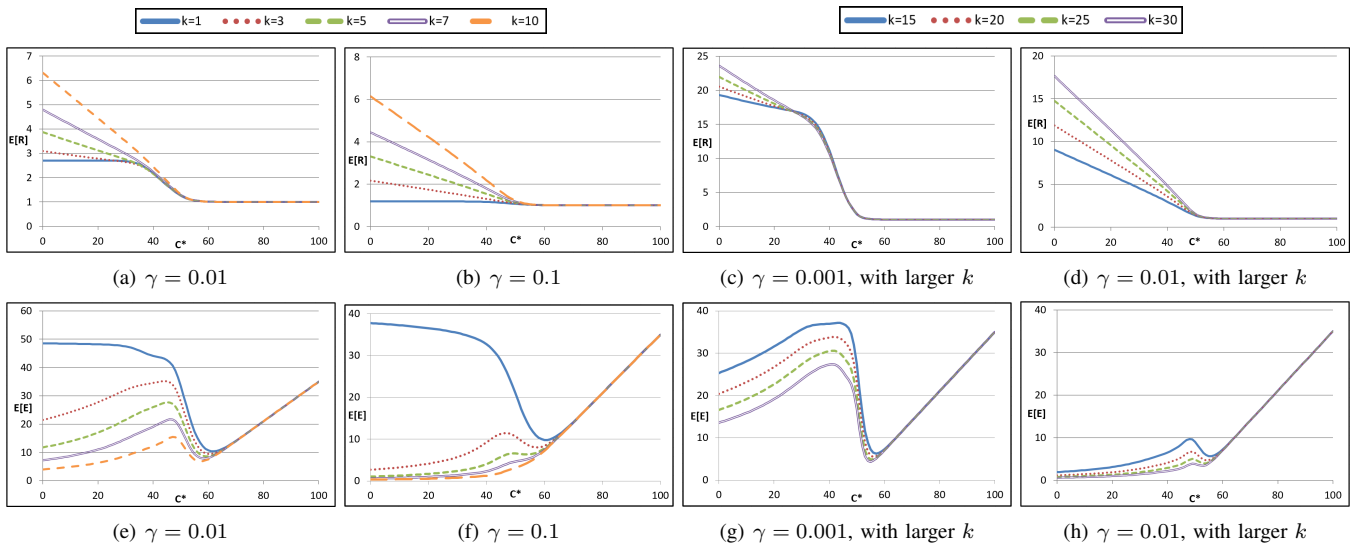 k=1 k=3 k=5 k=7 k=10
k=15 k=20 k=25 k=30
7
6
5
4
3
2
1
0
E[R]
0 20 40 60 80 100
C*
8
6
4
2
0
E[R]
0 20 40 60 80 100
C*
25
20
15
10
5
0
E[R]
0 20 40 60 80 100
C*
20
15
10
5
0
E[R]
0 20 40 60 80 100
C*
(a) γ = 0.01
(b) γ = 0.1
(c) γ = 0.001, with larger k
(d) γ = 0.01, with larger k
60
50
40
30
20
10
0
E[E]
0 20 40 60 80 100
C*
40
30
20
10
0
E[E]
0 20 40 60 80 100
C*
40
30
20
10
0
E[E]
0 20 40 60 80 100
C*
40
30
20
10
0
E[E]
0 20 40 60 80 100
C*
(e) γ = 0.01
(f) γ = 0.1
(g) γ = 0.001, with larger k
(h) γ = 0.01, with larger k